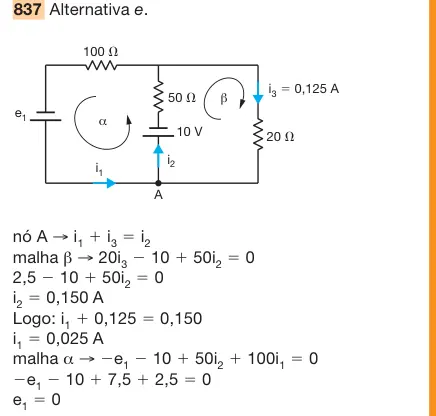 837 Alternativa e.
100 Ω
50 Ω
β
i₃ = 0,125 A
e₁
α
10 V
20 Ω
i₂
i₁
A
nó A → i₁ + i₃ = i₂
malha β → 20i₃ − 10 + 50i₂ = 0
2,5 − 10 + 50i₂ = 0
i₂ = 0,150 A
Logo: i₁ + 0,125 = 0,150
i₁ = 0,025 A
malha α → −e₁ − 10 + 50i₂ + 100i₁ = 0
−e₁ − 10 + 7,5 + 2,5 = 0
e₁ = 0